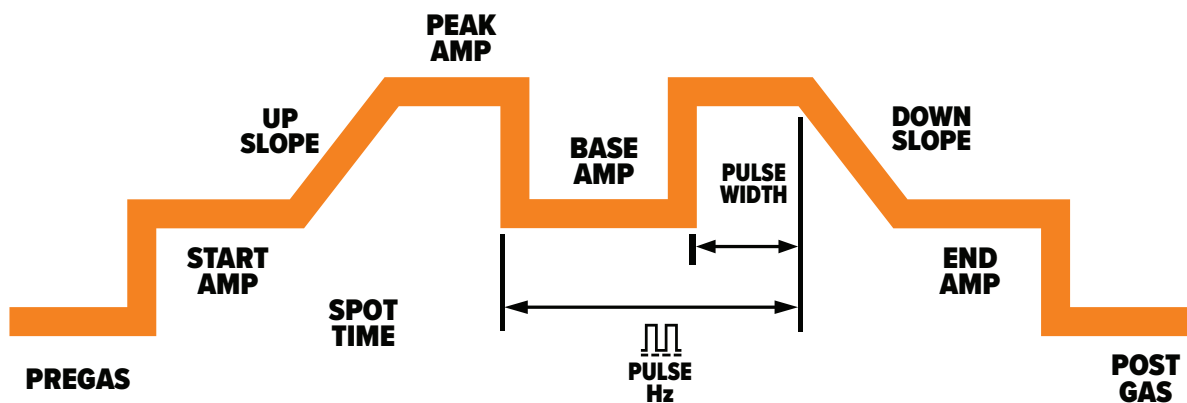 PEAK
AMP
UP
SLOPE
DOWN
SLOPE
BASE
AMP
PULSE
WIDTH
START
AMP
END
AMP
SPOT
TIME
PREGAS
PULSE
Hz
POST
GAS